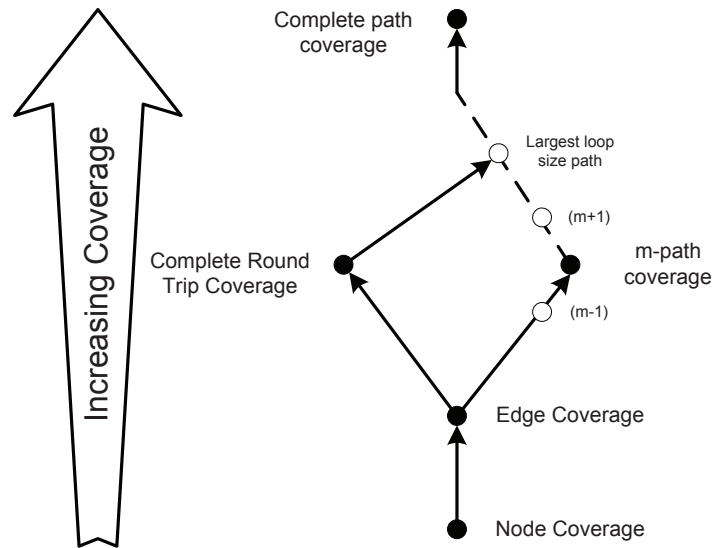 Complete path
coverage
Largest loop
size path
(m+1)
Increasing Coverage
Complete Round
Trip Coverage
m-path
coverage
(m-1)
Edge Coverage
Node Coverage